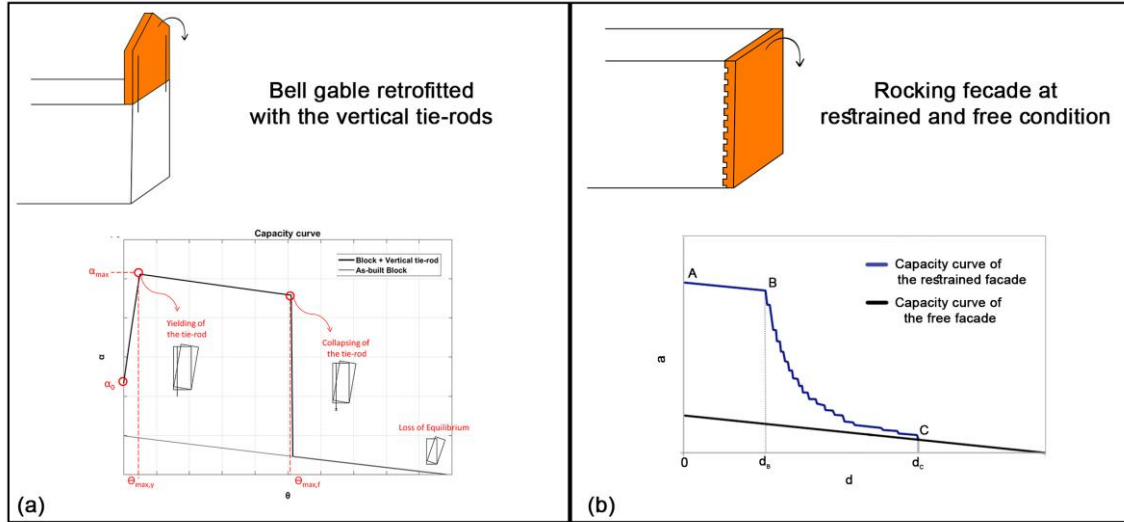 Bell gable retrofitted
with the vertical tie-rods
Capacity curve
Block + Vertical tie-rod
As-built Block
αmax
Yielding of
the tie-rod
Collapsing of
the tie-rod
α
α0
Loss of Equilibrium
Θmax,y
Θmax,f
θ
(a)
Rocking fecade at
restrained and free condition
A
B
Capacity curve of
the restrained facade
Capacity curve of
the free facade
a
C
0
dB
dC
d
(b)